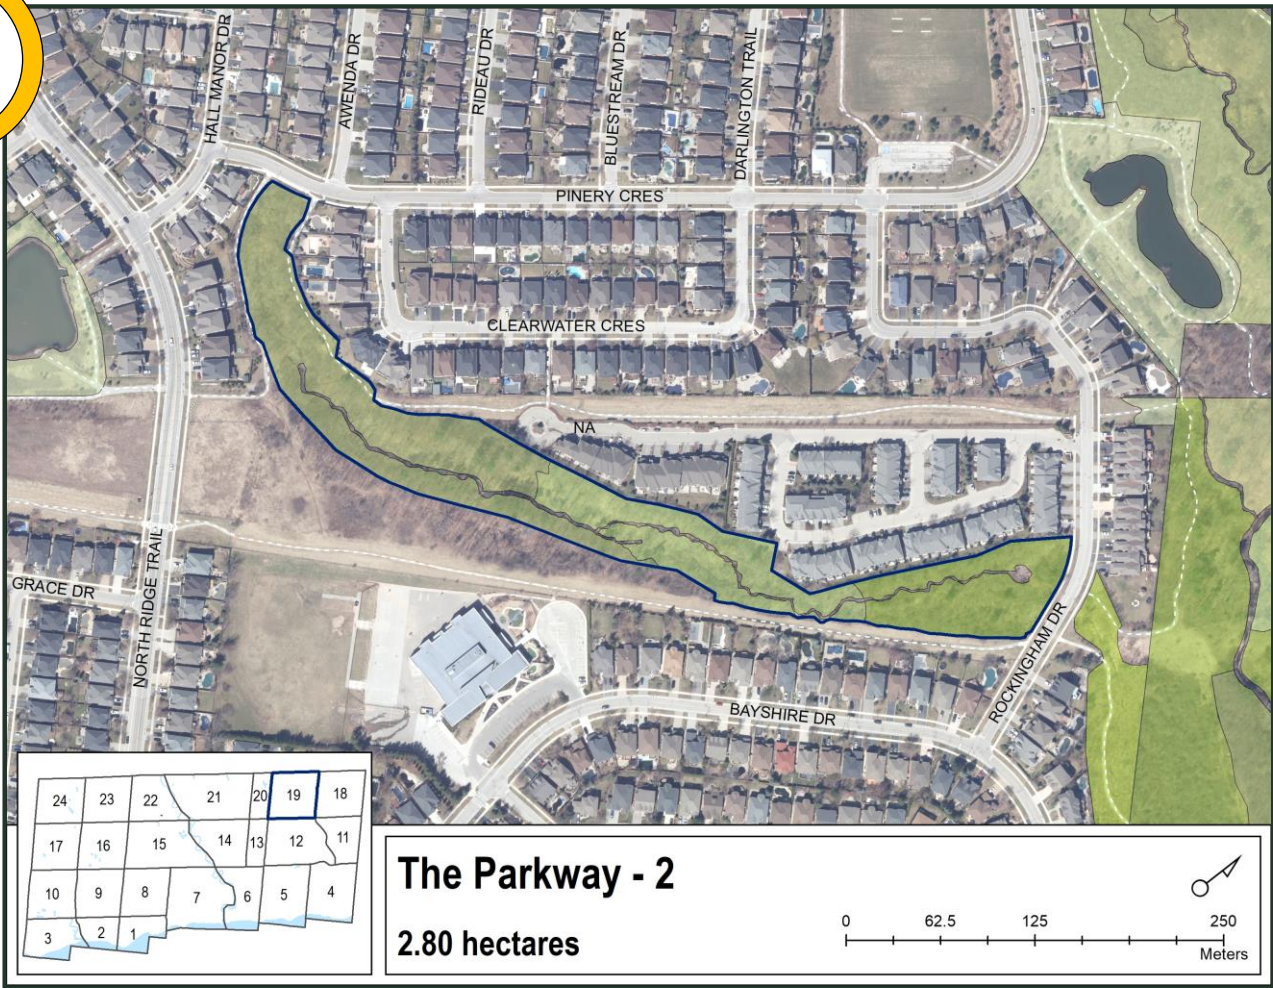 HALL MANOR DR
AWENDA DR
RIDEAU DR
BLUESTREAM DR
DARLINGTON TRAIL
PINERY CRES
CLEARWATER CRES
NA
GRACE DR
NORTH RIDGE TRAIL
ROCKINGHAM DR
BAYSHIRE DR
24 23 22 21 20 19 18
17 16 15 14 13 12 11
10 9 8 7 6 5 4
3 2 1
The Parkway - 2
2.80 hectares
0 62.5 125 250
Meters